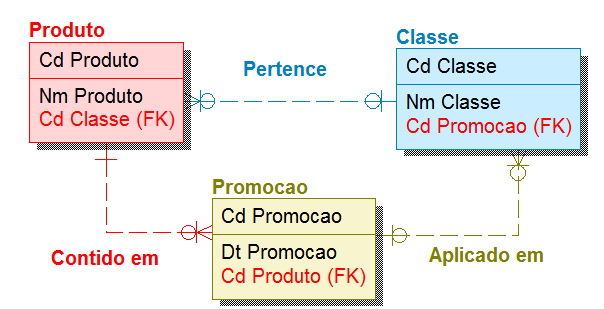 Produto
Cd Produto
Nm Produto
Cd Classe (FK)
Pertence
Classe
Cd Classe
Nm Classe
Cd Promocao (FK)
Promocao
Cd Promocao
Dt Promocao
Cd Produto (FK)
Contido em
Aplicado em